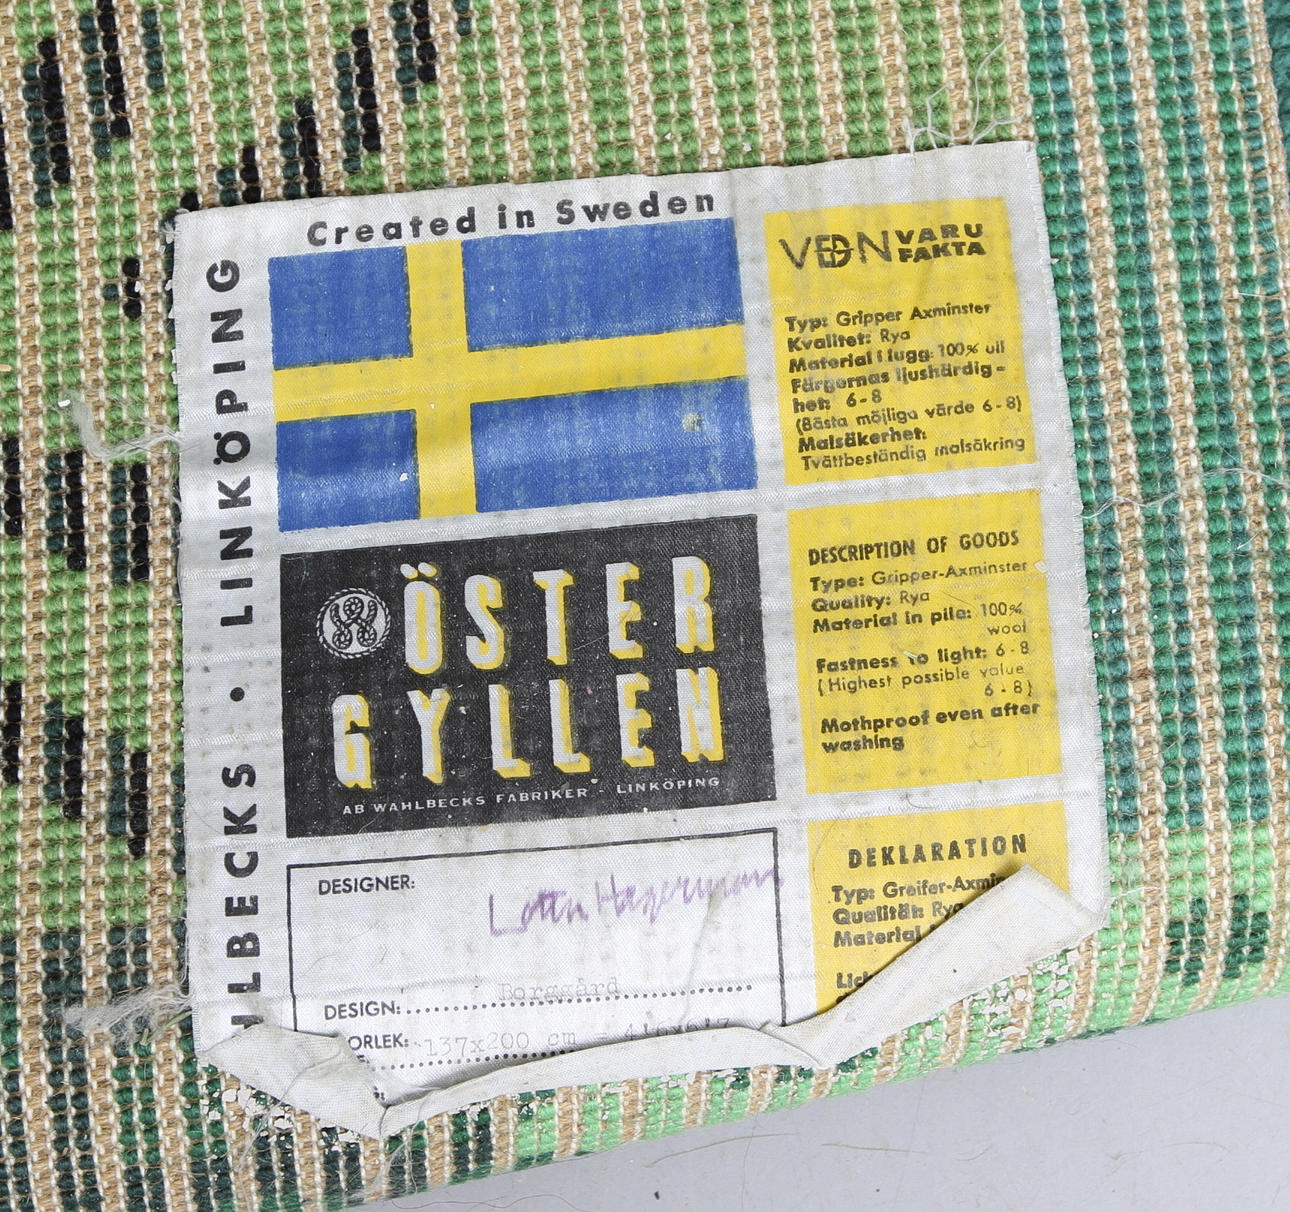 Created in Sweden
LBECKS • LINKÖPING
ÖSTER
GYLLEN
AB WAHLBECKS FABRIKER - LINKÖPING
DESIGNER: Lotta Hagerman
DESIGN: Borggård
ORLEK: 137x200 cm
VDN VARU
FAKTA
Typ: Gripper Axminster
Kvalitet: Rya
Material i lugg: 100% ull
Färgernas ljushärdig-
het: 6-8
(Bästa möjliga värde 6-8)
Malsäkerhet:
Tvättbeständig malsäkring
DESCRIPTION OF GOODS
Type: Gripper-Axminster
Quality: Rya
Material in pile: 100%
wool
Fastness to light: 6-8
(Highest possible value
6-8)
Mothproof even after
washing
DEKLARATION
Typ: Greifer-Axmin
Qualität: Rya
Material
Lic